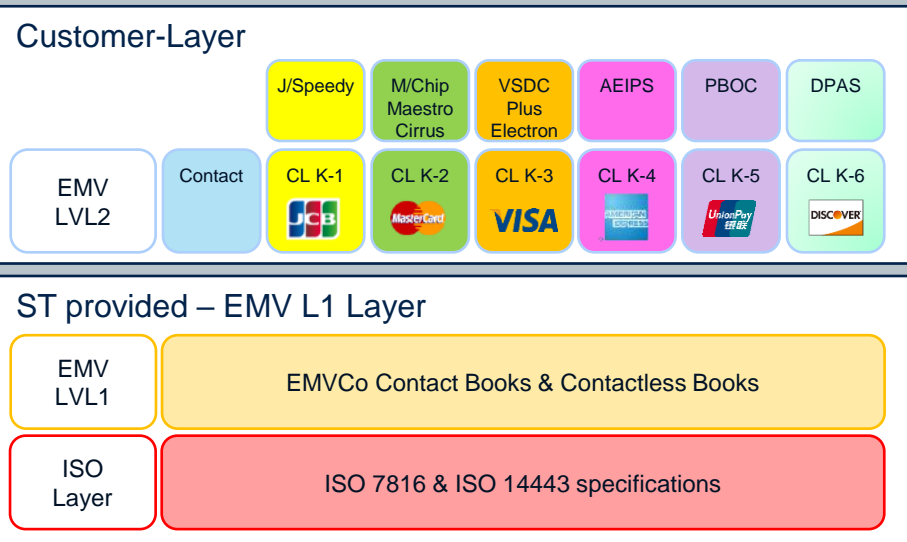 Customer-Layer
J/Speedy
M/Chip
Maestro
Cirrus
VSDC
Plus
Electron
AEIPS
PBOC
DPAS
EMV
LVL2
Contact
CL K-1
JCB
CL K-2
MasterCard
CL K-3
VISA
CL K-4
AMERICAN
EXPRESS
CL K-5
UnionPay
银联
CL K-6
DISCOVER
ST provided – EMV L1 Layer
EMV
LVL1
EMVCo Contact Books & Contactless Books
ISO
Layer
ISO 7816 & ISO 14443 specifications